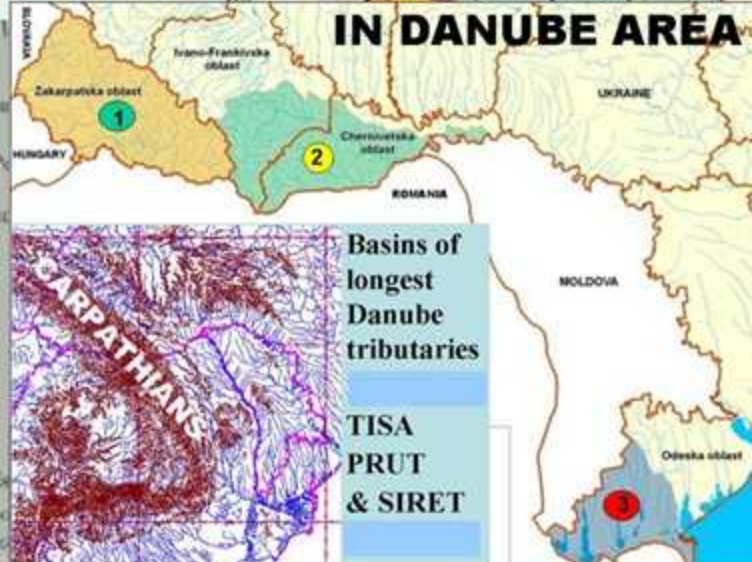 IN DANUBE AREA
SLOVAKIA
Ivano-Frankivska
oblast
Zakarpatska oblast
1
UKRAINE
Chernivetska
oblast
2
HUNGARY
ROMANIA
MOLDOVA
CARPATHIANS
Basins of
longest
Danube
tributaries
TISA
PRUT
& SIRET
Odeska oblast
3